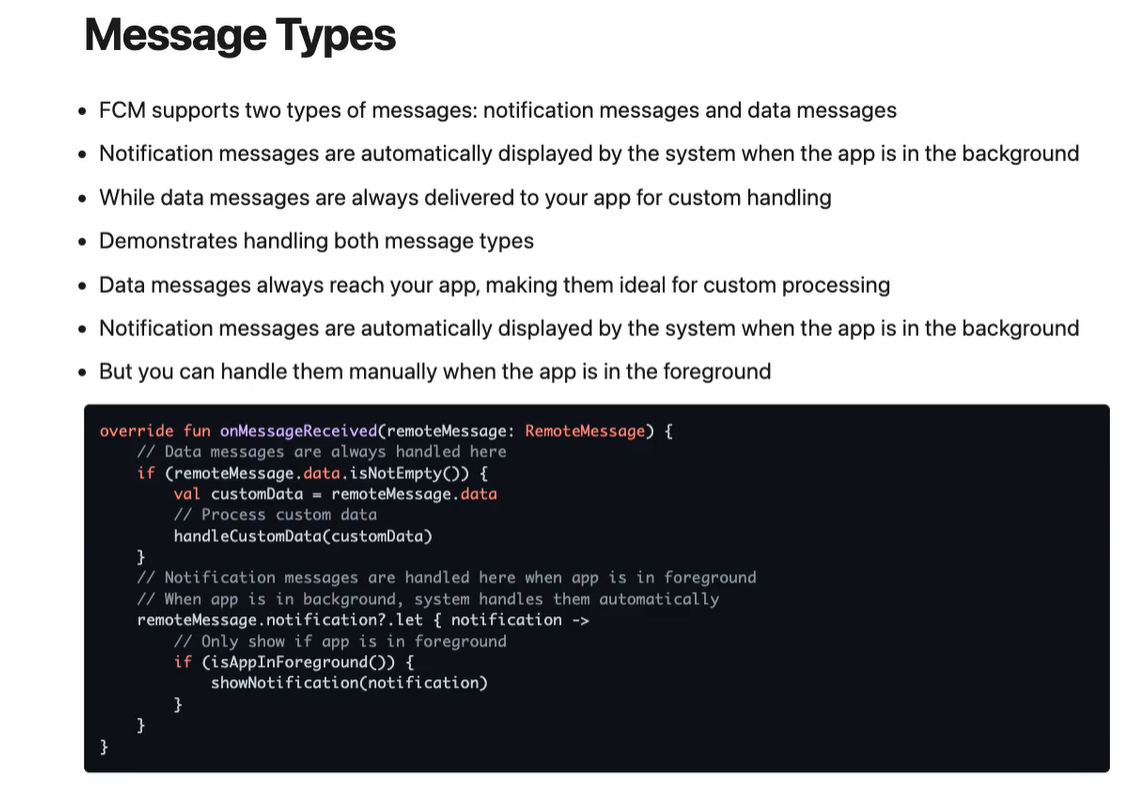 Message Types
• FCM supports two types of messages: notification messages and data messages
• Notification messages are automatically displayed by the system when the app is in the background
• While data messages are always delivered to your app for custom handling
• Demonstrates handling both message types
• Data messages always reach your app, making them ideal for custom processing
• Notification messages are automatically displayed by the system when the app is in the background
• But you can handle them manually when the app is in the foreground
override fun onMessageReceived(remoteMessage: RemoteMessage) {
    // Data messages are always handled here
    if (remoteMessage.data.isNotEmpty()) {
        val customData = remoteMessage.data
        // Process custom data
        handleCustomData(customData)
    }
    // Notification messages are handled here when app is in foreground
    // When app is in background, system handles them automatically
    remoteMessage.notification?.let { notification ->
        // Only show if app is in foreground
        if (isAppInForeground()) {
            showNotification(notification)
        }
    }
}